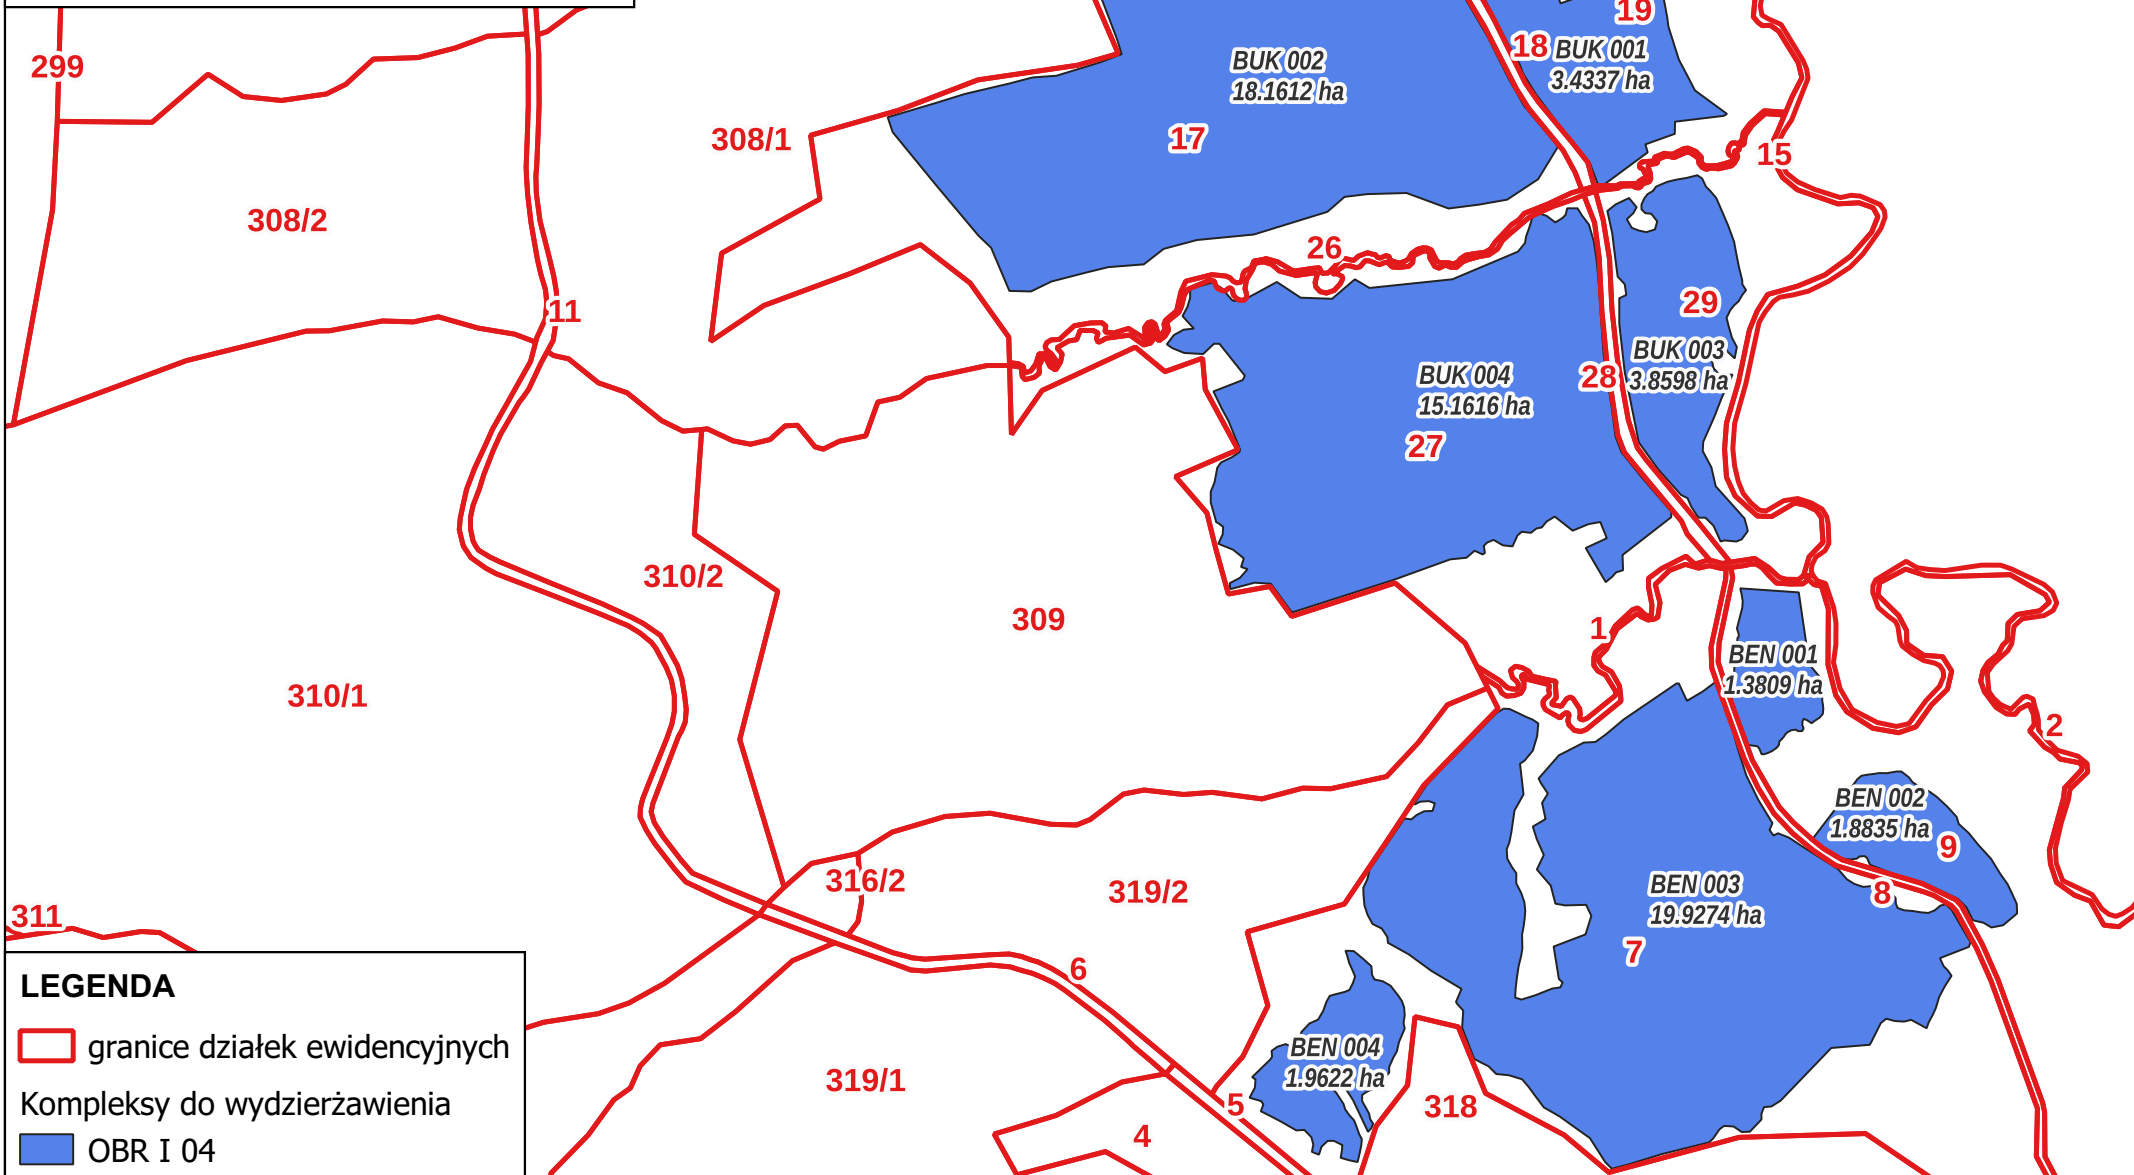 19
299
18
BUK 001
3.4337 ha
BUK 002
18.1612 ha
308/1
17
15
308/2
26
11
29
BUK 003
3.8598 ha
28
BUK 004
15.1616 ha
27
310/2
309
1
BEN 001
1.3809 ha
310/1
2
BEN 002
1.8835 ha
9
316/2
319/2
BEN 003
19.9274 ha
8
311
7
6
BEN 004
1.9622 ha
319/1
5
318
4
LEGENDA
granice działek ewidencyjnych
Kompleksy do wydzierżawienia
OBR I 04